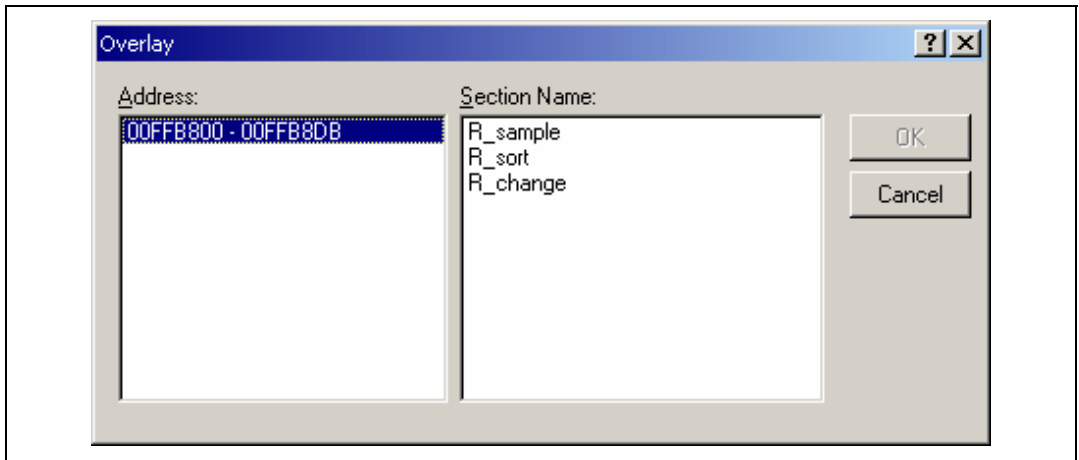 Overlay
Address:
Section Name:
00FFB800 - 00FFB8DB
R_sample
R_sort
R_change
OK
Cancel